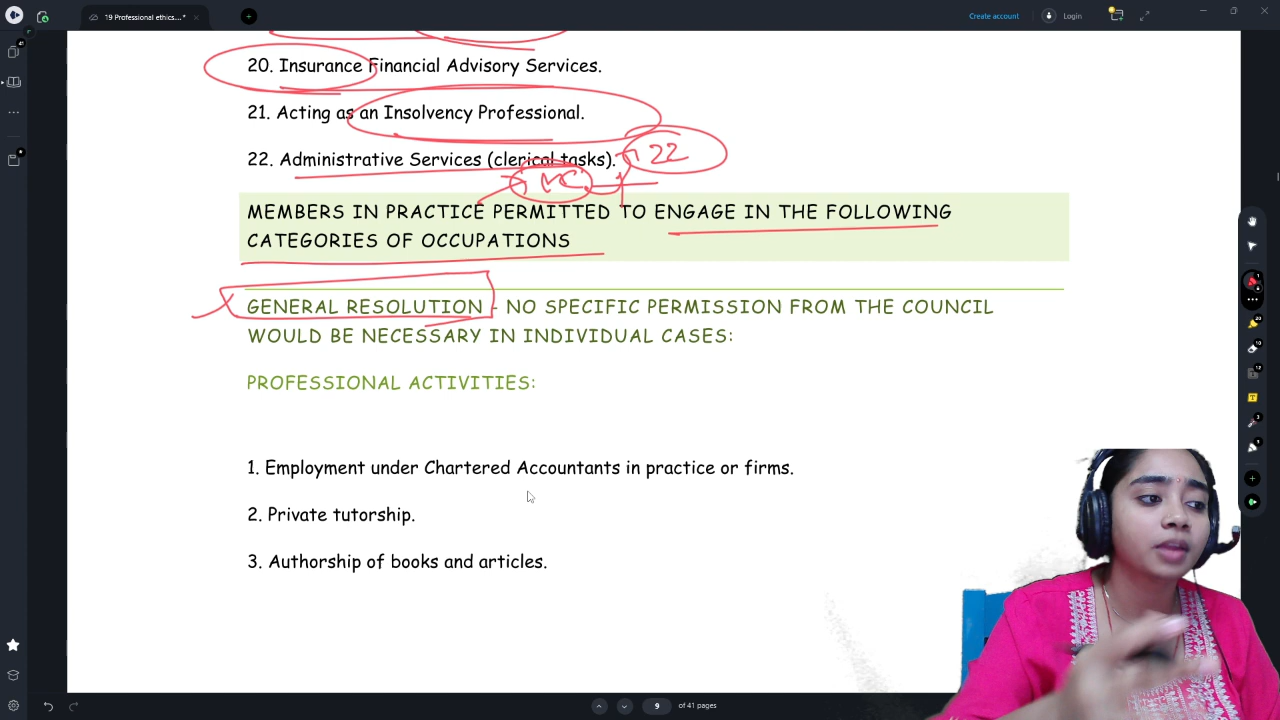 19 Professional ethics....*
Create account
Login
20. Insurance Financial Advisory Services.
21. Acting as an Insolvency Professional.
22. Administrative Services (clerical tasks).
22
MEMBERS IN PRACTICE PERMITTED TO ENGAGE IN THE FOLLOWING
CATEGORIES OF OCCUPATIONS
GENERAL RESOLUTION - NO SPECIFIC PERMISSION FROM THE COUNCIL
WOULD BE NECESSARY IN INDIVIDUAL CASES:
PROFESSIONAL ACTIVITIES:
1. Employment under Chartered Accountants in practice or firms.
2. Private tutorship.
3. Authorship of books and articles.
9 of 41 pages